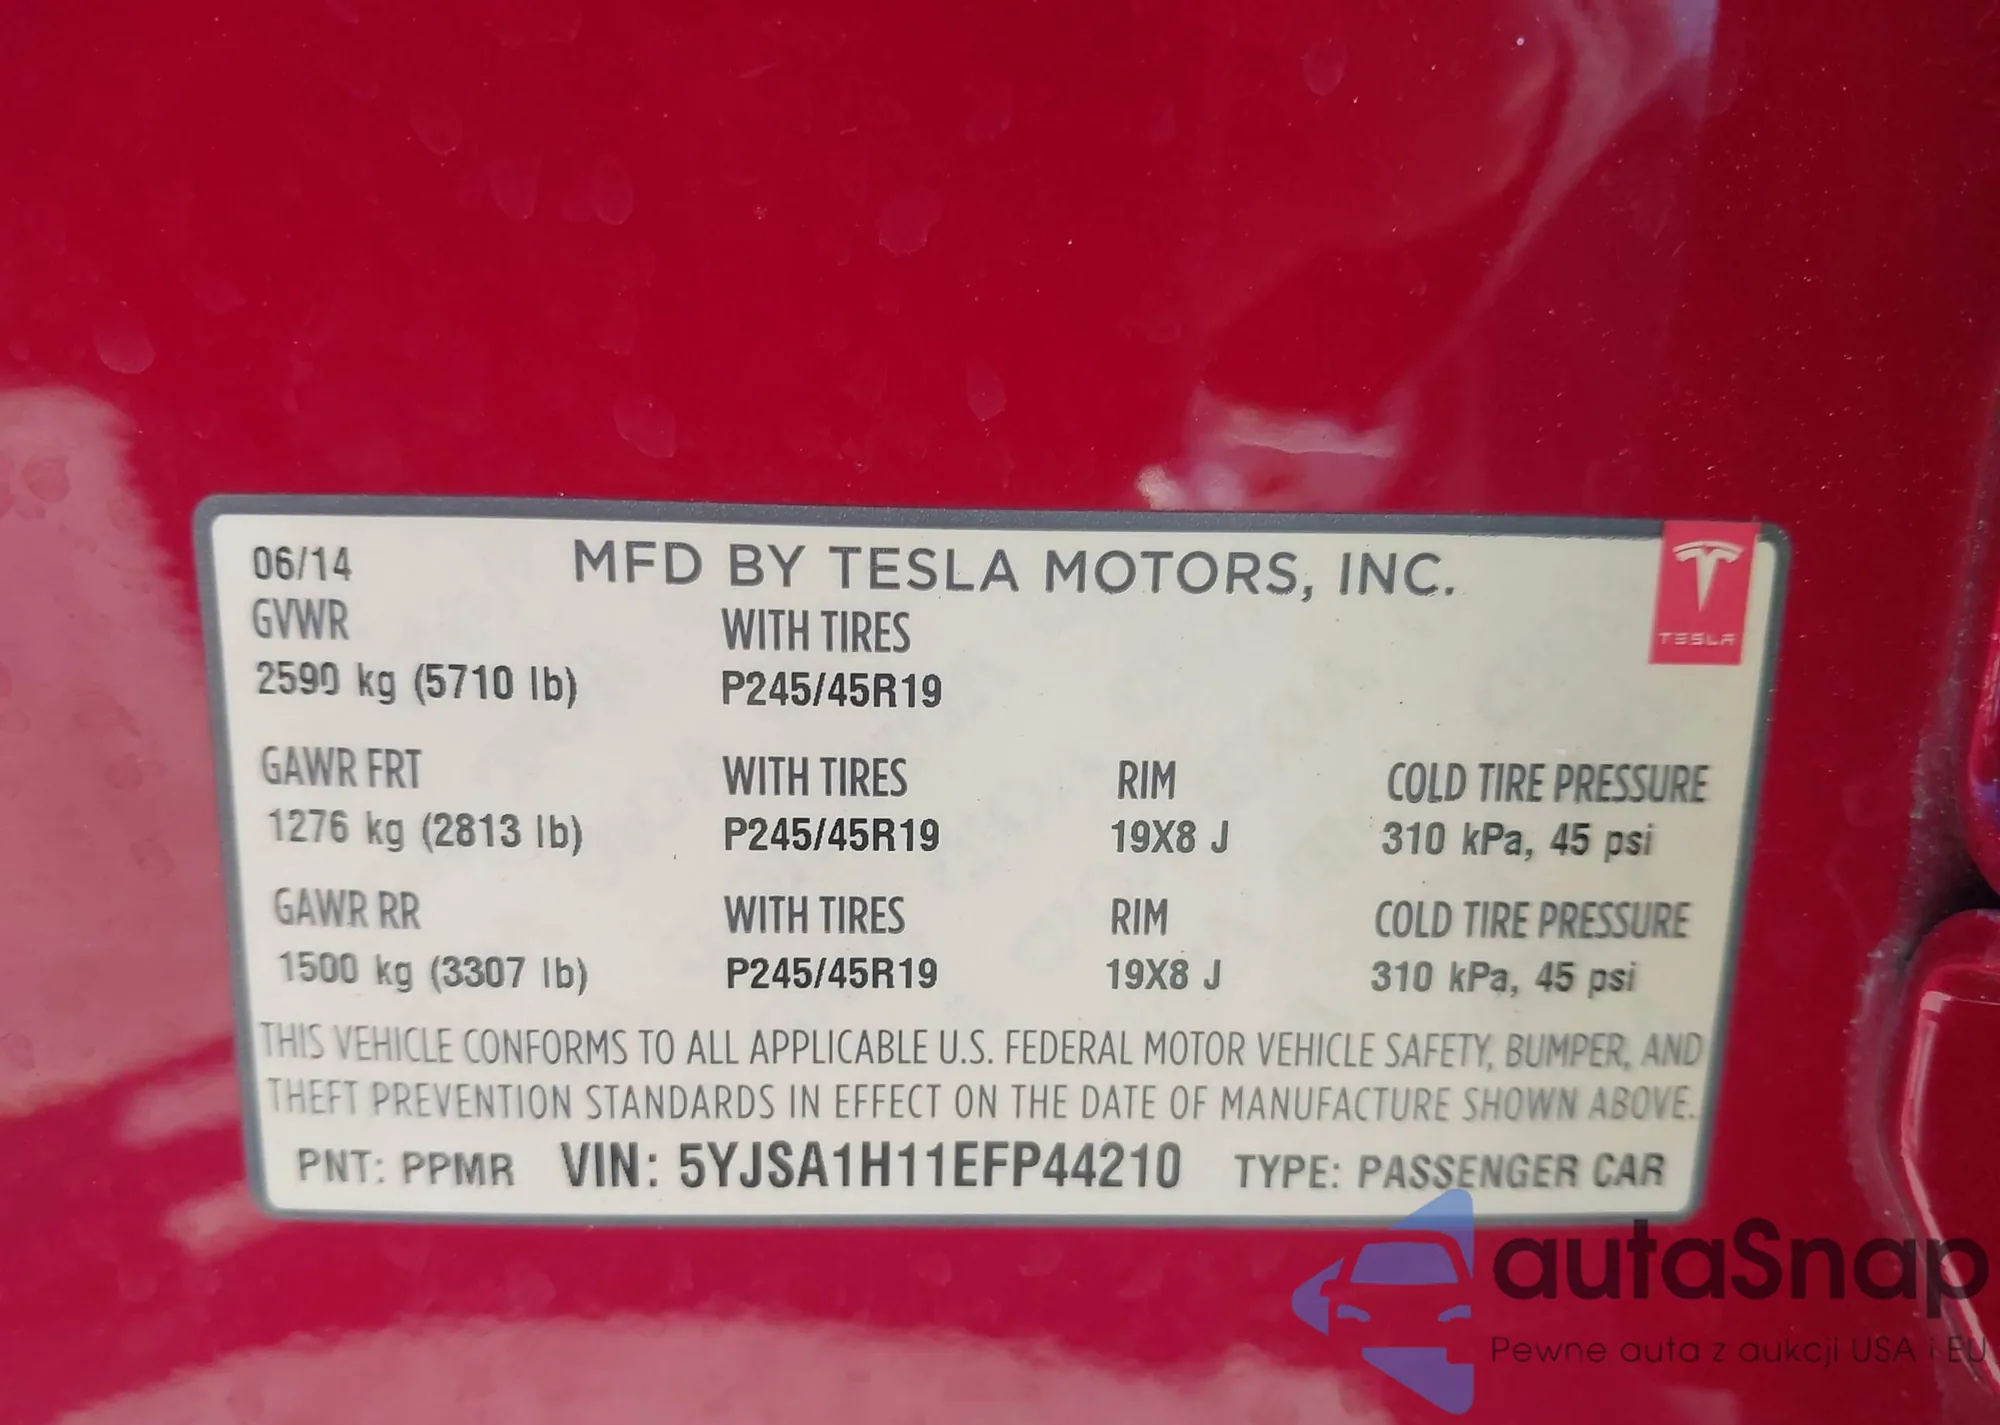 06/14 MFD BY TESLA MOTORS, INC.
TESLA
GVWR WITH TIRES
2590 kg (5710 lb) P245/45R19
GAWR FRT WITH TIRES RIM COLD TIRE PRESSURE
1276 kg (2813 lb) P245/45R19 19X8 J 310 kPa, 45 psi
GAWR RR WITH TIRES RIM COLD TIRE PRESSURE
1500 kg (3307 lb) P245/45R19 19X8 J 310 kPa, 45 psi
THIS VEHICLE CONFORMS TO ALL APPLICABLE U.S. FEDERAL MOTOR VEHICLE SAFETY, BUMPER, AND
THEFT PREVENTION STANDARDS IN EFFECT ON THE DATE OF MANUFACTURE SHOWN ABOVE.
PNT: PPMR VIN: 5YJSA1H11EFP44210 TYPE: PASSENGER CAR
autaSnap
Pewne auta z aukcji USA i EU